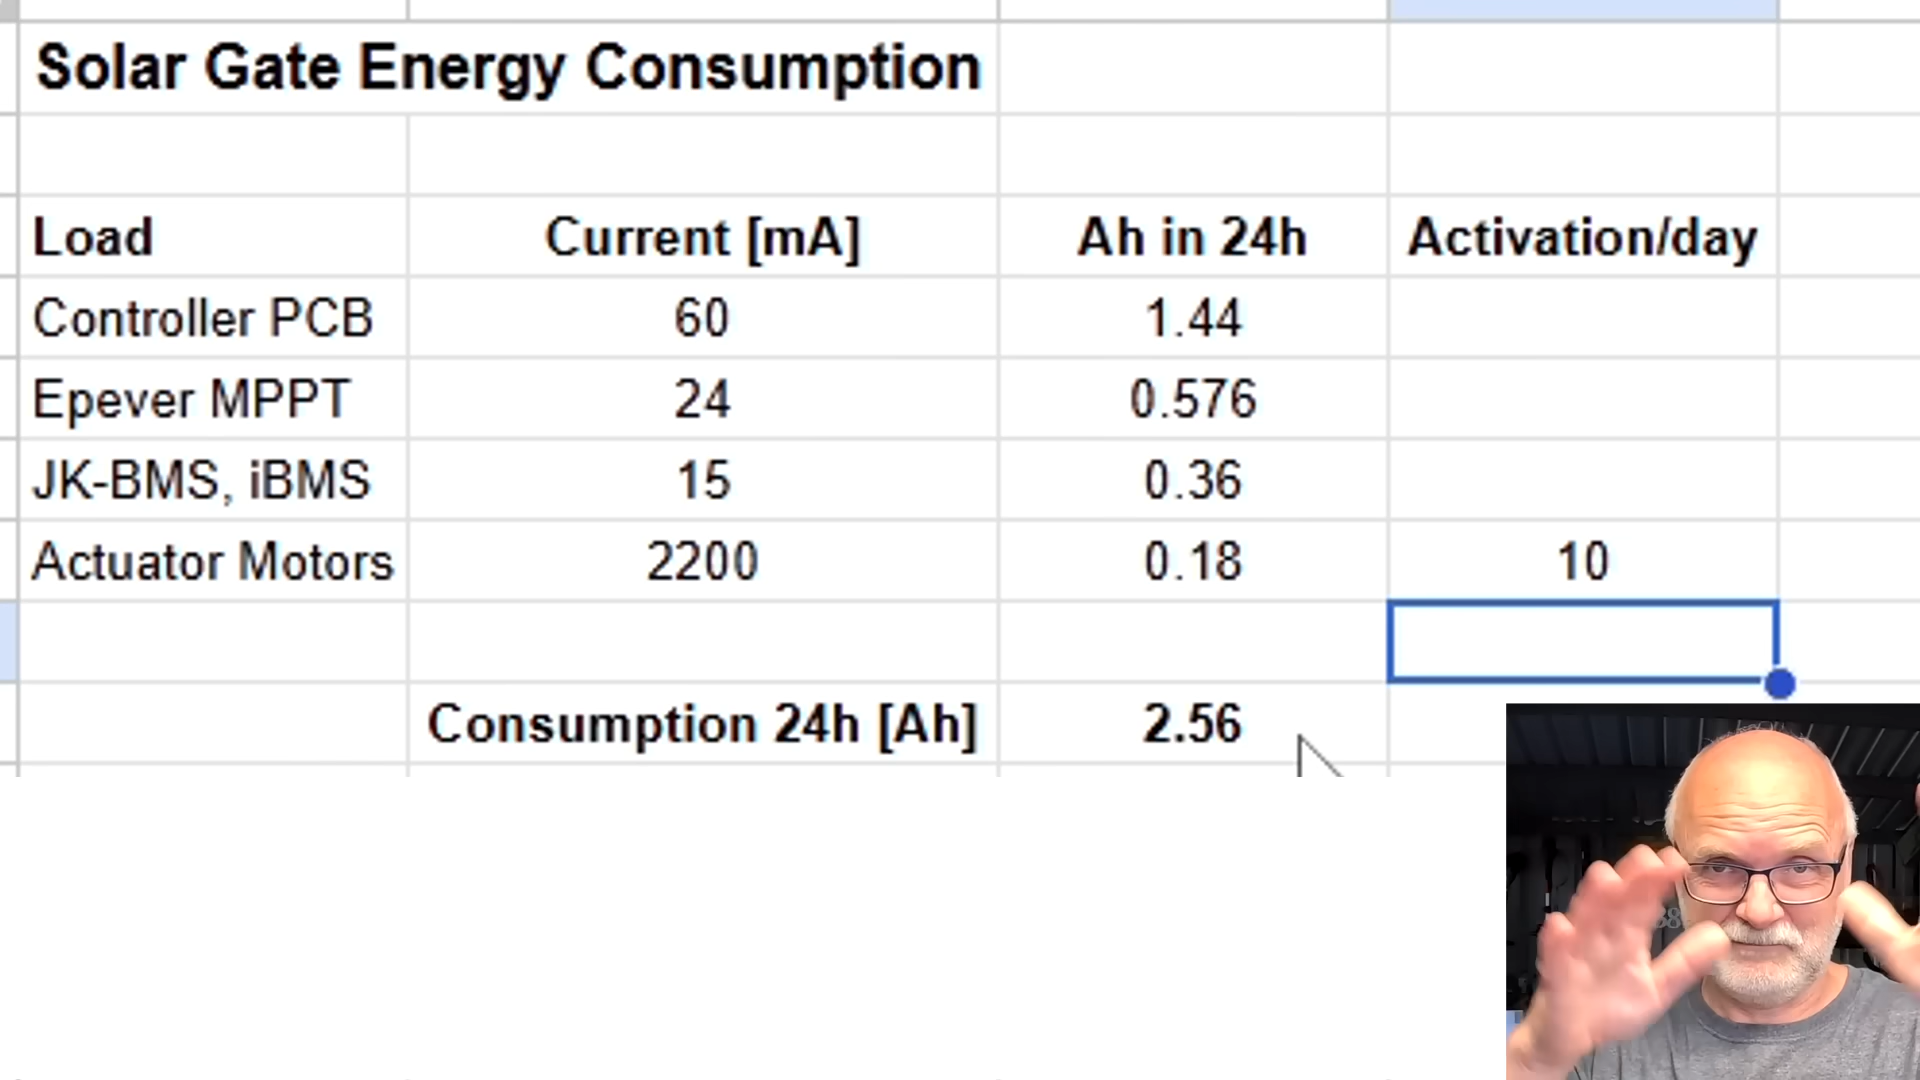 Solar Gate Energy Consumption
Load Current [mA] Ah in 24h Activation/day
Controller PCB 60 1.44
Epever MPPT 24 0.576
JK-BMS, iBMS 15 0.36
Actuator Motors 2200 0.18 10
Consumption 24h [Ah] 2.56